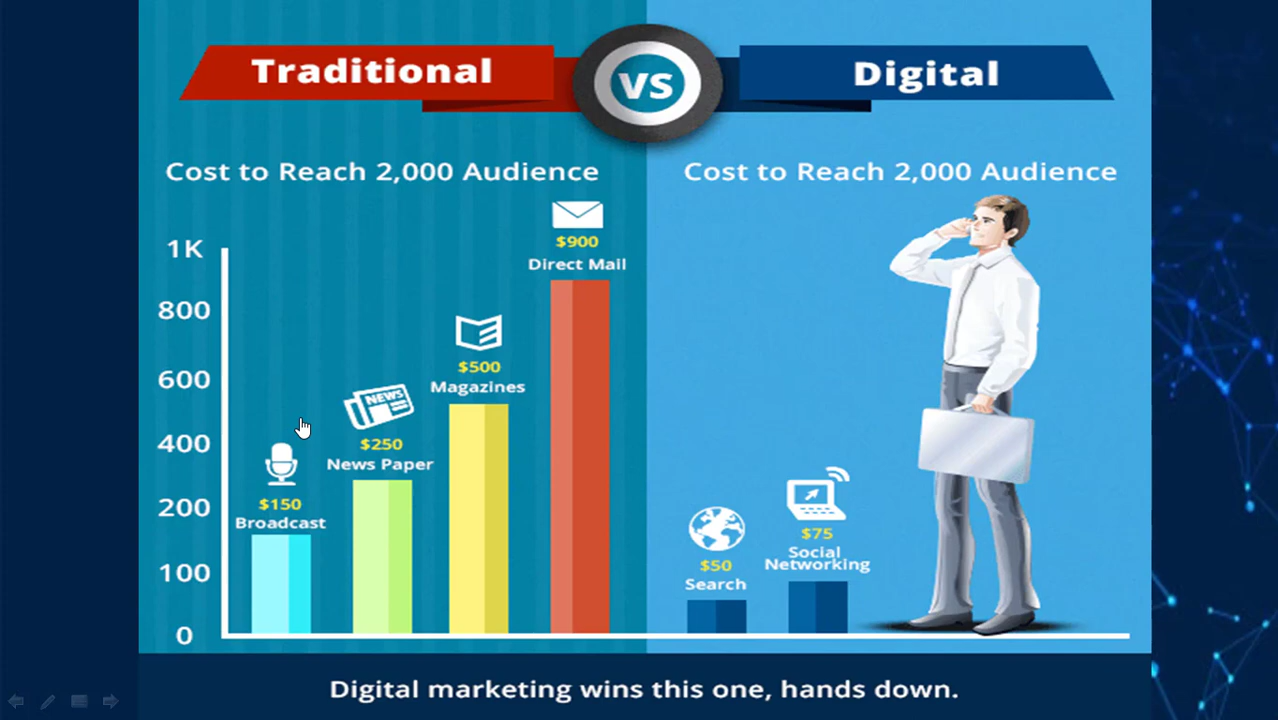 Traditional
VS
Digital
Cost to Reach 2,000 Audience
Cost to Reach 2,000 Audience
1K
800
600
400
200
100
0
$150
Broadcast
NEWS
$250
News Paper
$500
Magazines
$900
Direct Mail
$50
Search
$75
Social
Networking
Digital marketing wins this one, hands down.